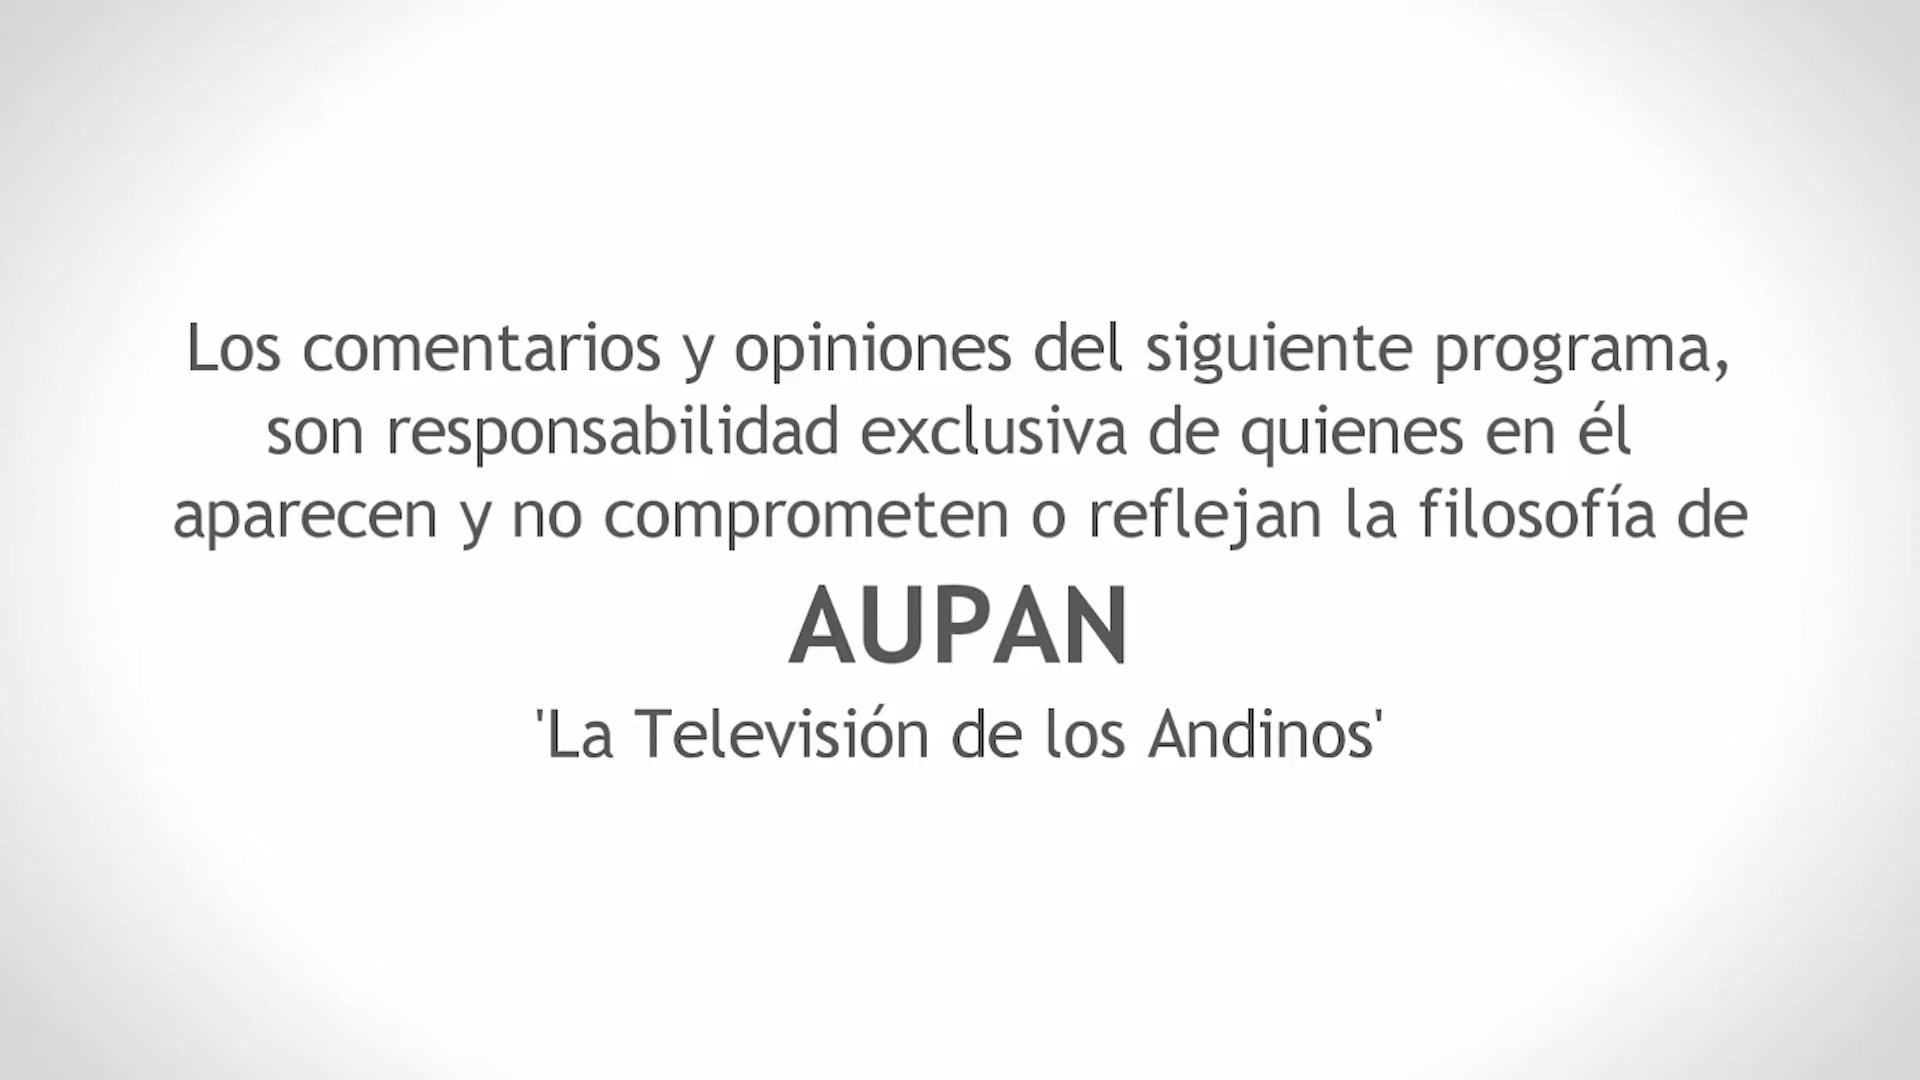 Los comentarios y opiniones del siguiente programa,
son responsabilidad exclusiva de quienes en él
aparecen y no comprometen o reflejan la filosofía de
AUPAN
'La Televisión de los Andinos'